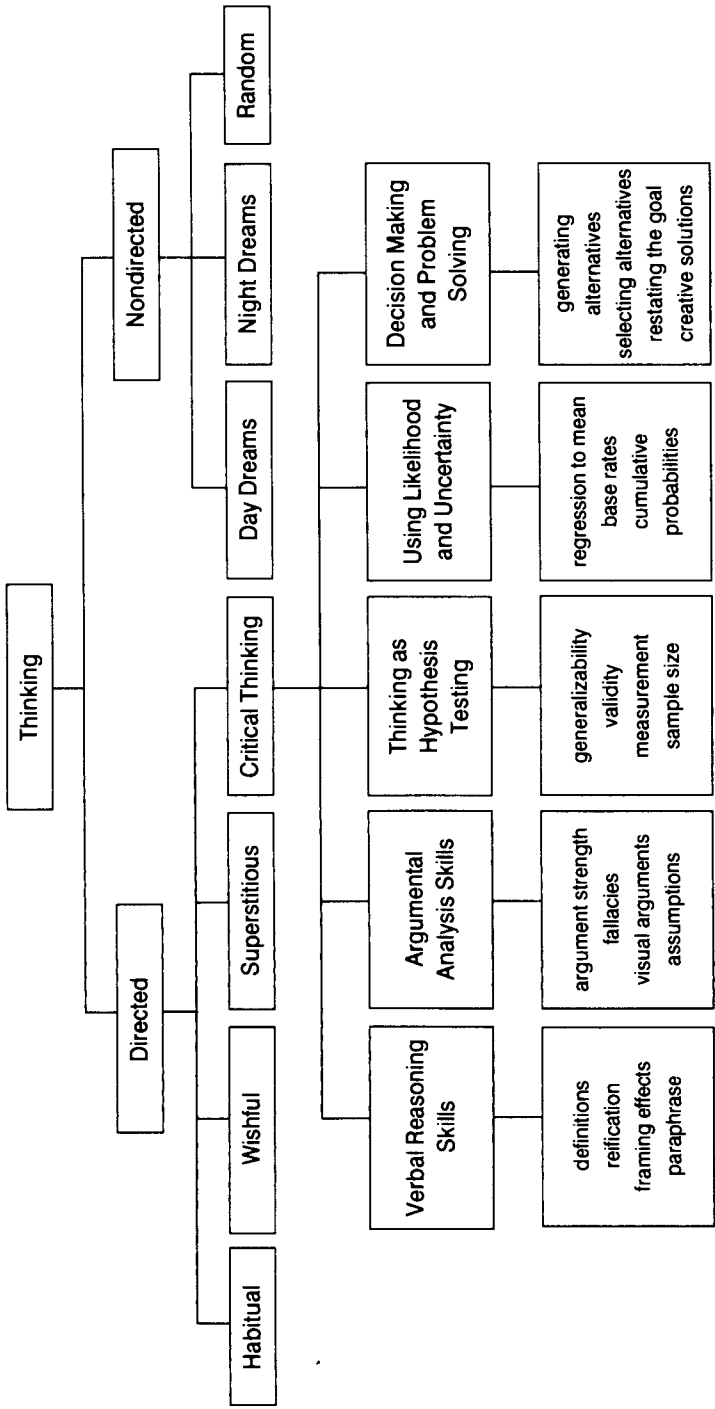 Thinking
Directed
Nondirected
Habitual
Wishful
Superstitious
Critical Thinking
Day Dreams
Night Dreams
Random
Verbal Reasoning
Skills
Argumental
Analysis Skills
Thinking as
Hypothesis
Testing
Using Likelihood
and Uncertainty
Decision Making
and Problem
Solving
definitions
reification
framing effects
paraphrase
argument strength
fallacies
visual arguments
assumptions
generalizability
validity
measurement
sample size
regression to mean
base rates
cumulative
probabilities
generating
alternatives
selecting alternatives
restating the goal
creative solutions